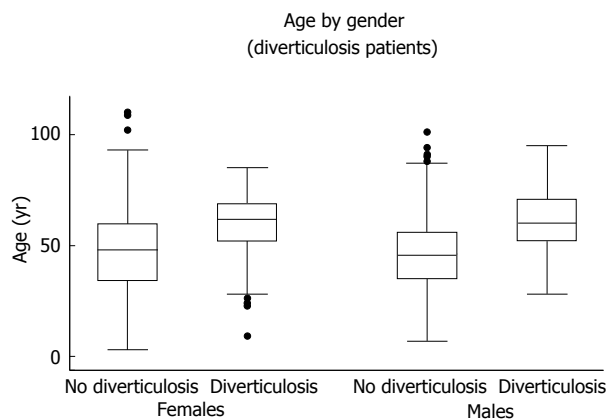 Age by gender
(diverticulosis patients)
Age (yr)
100
50
0
No diverticulosis Diverticulosis No diverticulosis Diverticulosis
Females Males